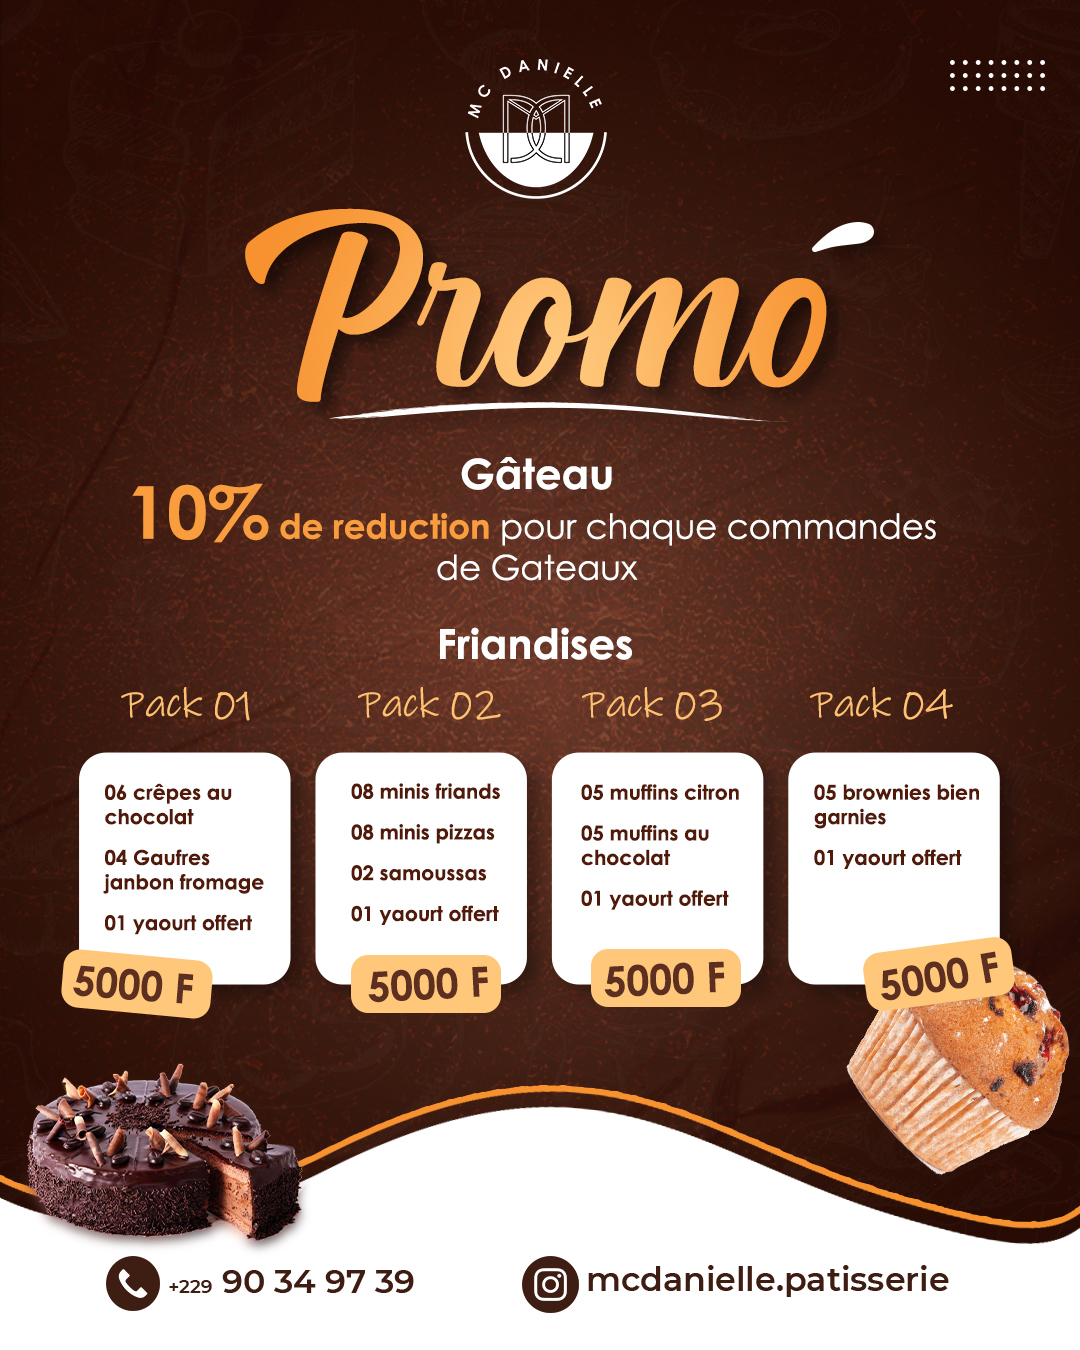 MC DANIELLE
Promo
Gâteau
10% de reduction pour chaque commandes
de Gateaux
Friandises
Pack 01
06 crêpes au
chocolat
04 Gaufres
janbon fromage
01 yaourt offert
5000 F
Pack 02
08 minis friands
08 minis pizzas
02 samoussas
01 yaourt offert
5000 F
Pack 03
05 muffins citron
05 muffins au
chocolat
01 yaourt offert
5000 F
Pack 04
05 brownies bien
garnies
01 yaourt offert
5000 F
+229 90 34 97 39
mcdanielle.patisserie